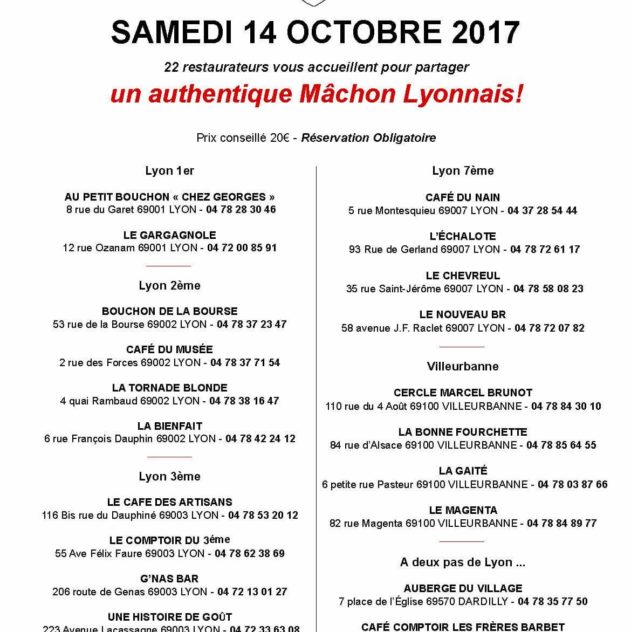 SAMEDI 14 OCTOBRE 2017
22 restaurateurs vous accueillent pour partager
un authentique Mâchon Lyonnais!
Prix conseillé 20€ - Réservation Obligatoire
Lyon 1er
AU PETIT BOUCHON « CHEZ GEORGES »
8 rue du Garet 69001 LYON - 04 78 28 30 46
LE GARGAGNOLE
12 rue Ozanam 69001 LYON - 04 72 00 85 91
Lyon 2ème
BOUCHON DE LA BOURSE
53 rue de la Bourse 69002 LYON - 04 78 37 23 47
CAFÉ DU MUSÉE
2 rue des Forces 69002 LYON - 04 78 37 71 54
LA TORNADE BLONDE
4 quai Rambaud 69002 LYON - 04 78 38 16 47
LA BIENFAIT
6 rue François Dauphin 69002 LYON - 04 78 42 24 12
Lyon 3ème
LE CAFE DES ARTISANS
116 Bis rue du Dauphiné 69003 LYON - 04 78 53 20 12
LE COMPTOIR DU 3éme
55 Ave Félix Faure 69003 LYON - 04 78 62 38 69
G'NAS BAR
206 route de Genas 69003 LYON - 04 72 13 01 27
UNE HISTOIRE DE GOÛT
223 Avenue Lacassagne 69003 LYON - 04 72 33 63 08
Lyon 7ème
CAFÉ DU NAIN
5 rue Montesquieu 69007 LYON - 04 37 28 54 44
L'ÉCHALOTE
93 Rue de Gerland 69007 LYON - 04 78 72 61 17
LE CHEVREUL
35 rue Saint-Jérôme 69007 LYON - 04 78 58 08 23
LE NOUVEAU BR
58 avenue J.F. Raclet 69007 LYON - 04 78 72 07 82
Villeurbanne
CERCLE MARCEL BRUNOT
110 rue du 4 Août 69100 VILLEURBANNE - 04 78 84 30 10
LA BONNE FOURCHETTE
84 rue d'Alsace 69100 VILLEURBANNE - 04 78 85 64 55
LA GAITÉ
6 petite rue Pasteur 69100 VILLEURBANNE - 04 78 03 87 66
LE MAGENTA
82 rue Magenta 69100 VILLEURBANNE - 04 78 84 89 77
A deux pas de Lyon ...
AUBERGE DU VILLAGE
7 place de l'Église 69570 DARDILLY - 04 78 35 77 50
CAFÉ COMPTOIR LES FRÈRES BARBET